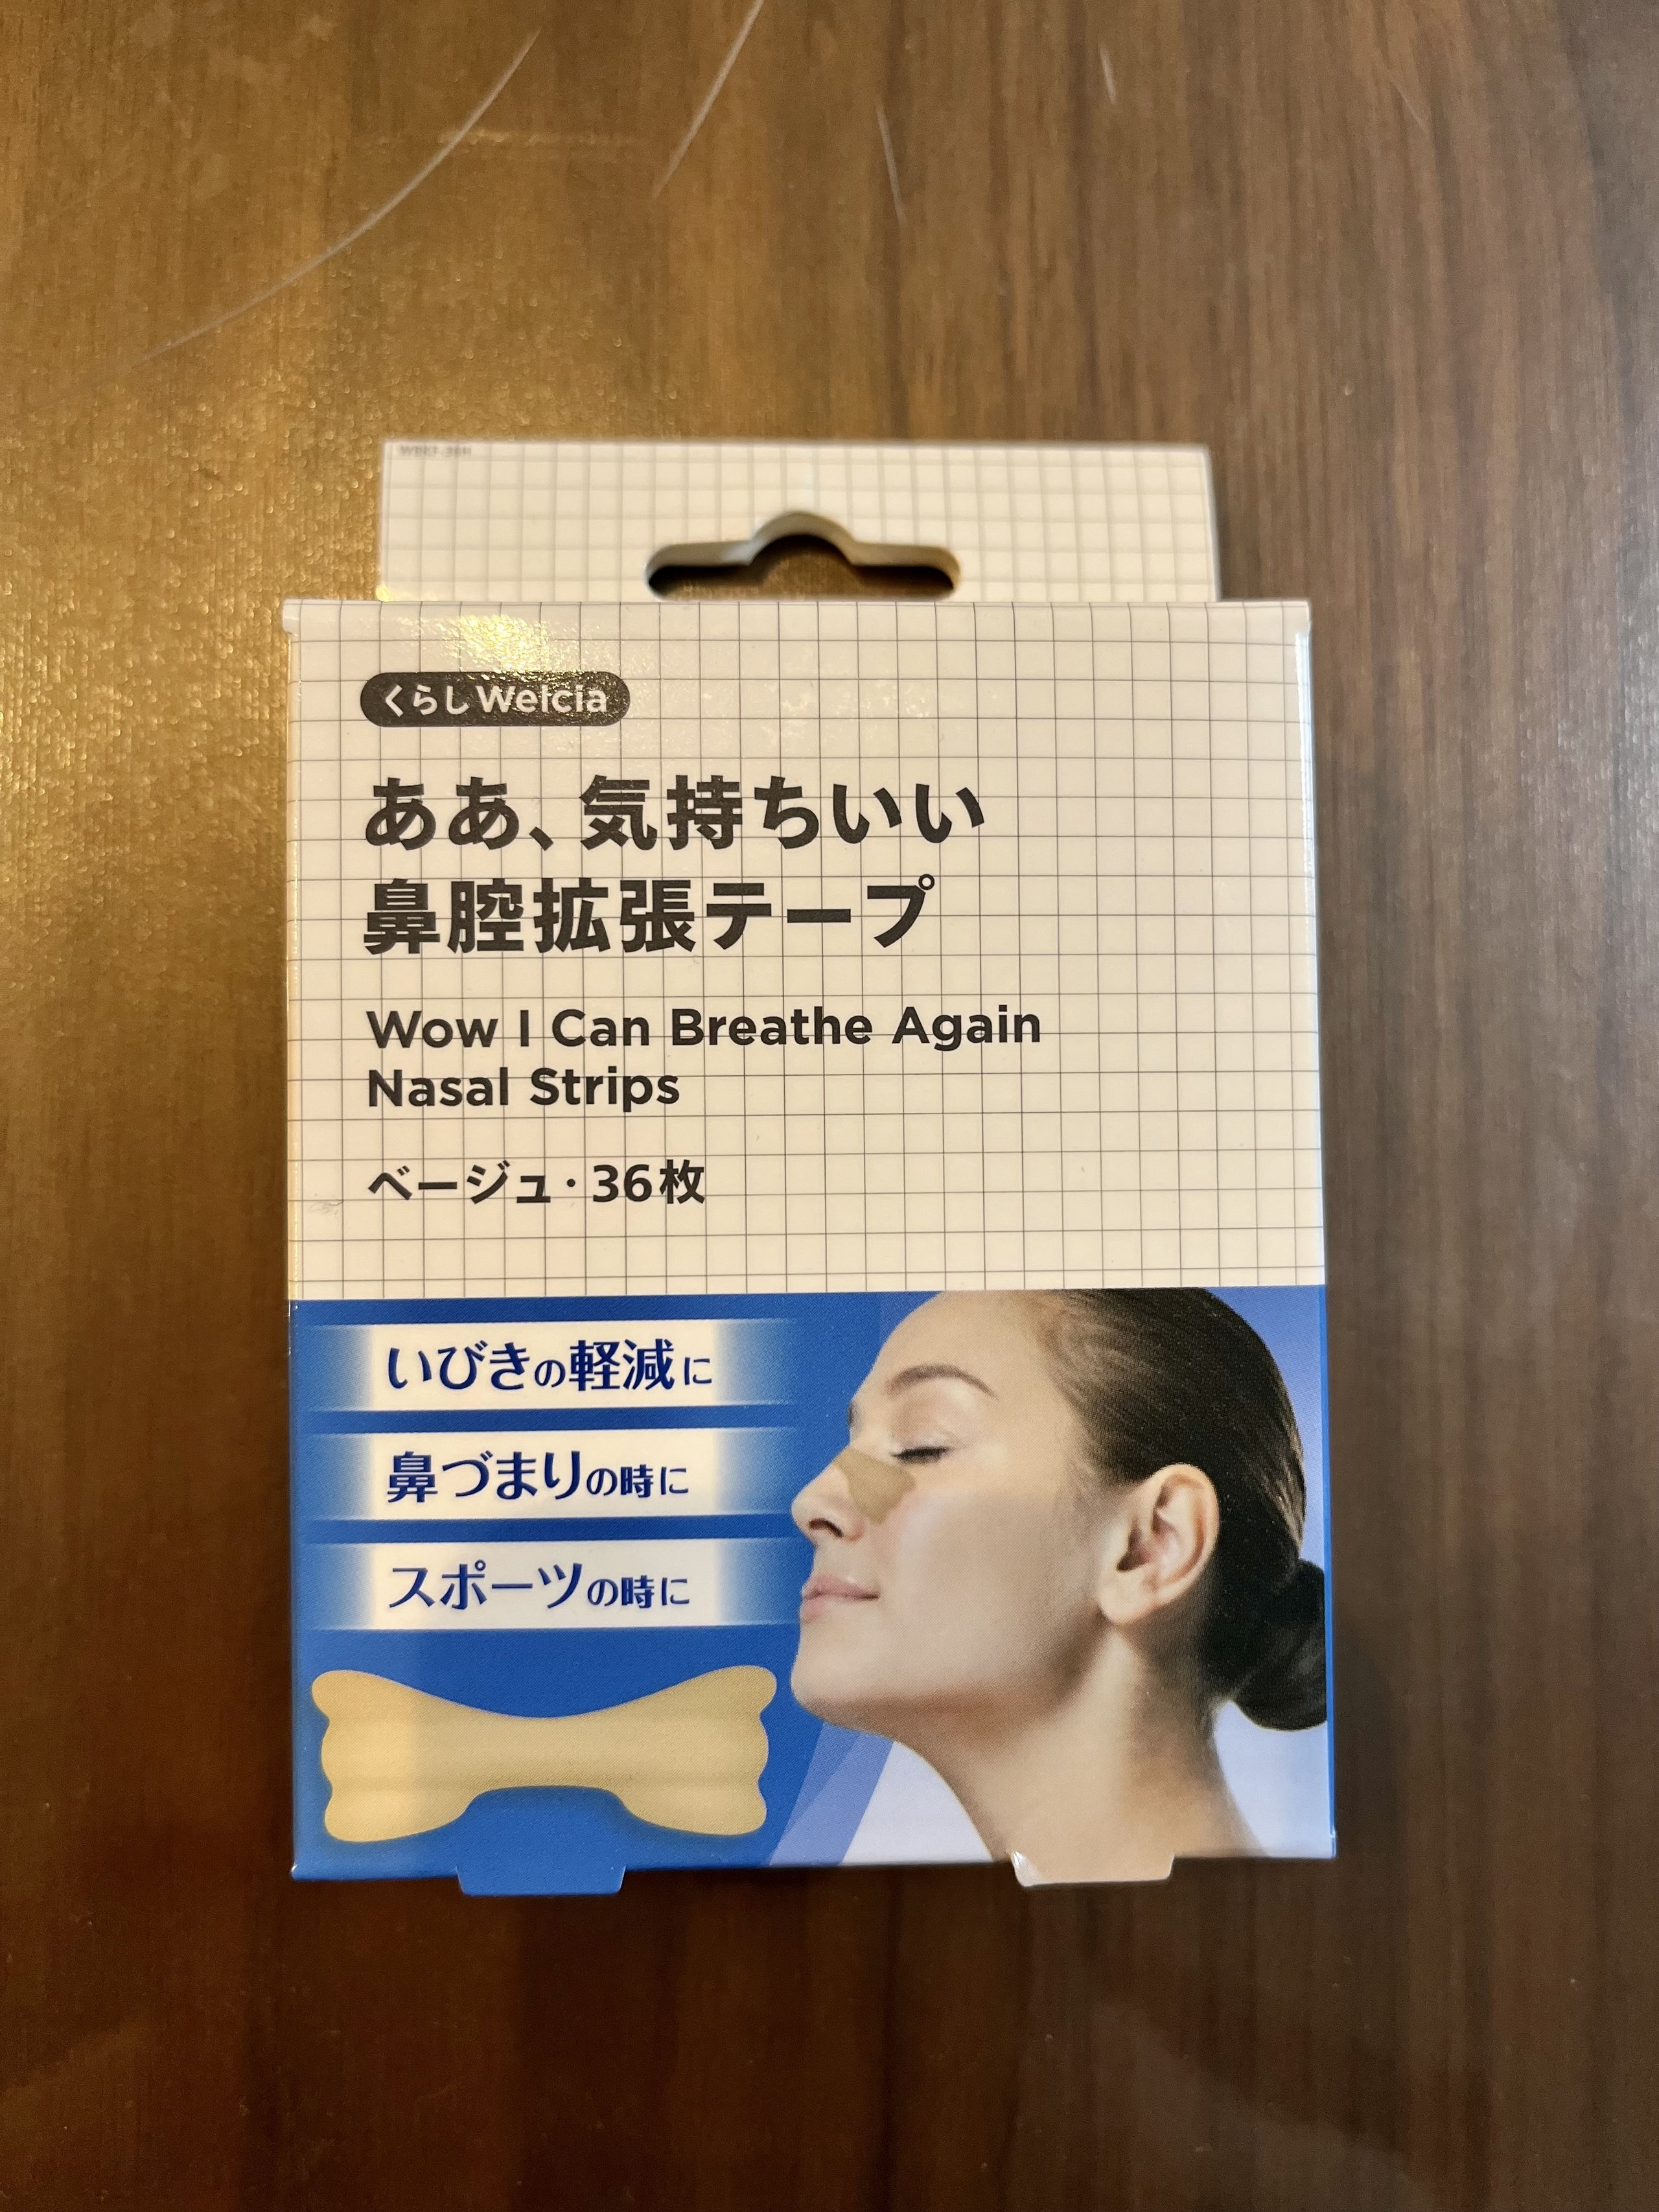 くらしWelcia
ああ、気持ちいい
鼻腔拡張テープ
Wow I Can Breathe Again
Nasal Strips
ベージュ・36枚
いびきの軽減に
鼻づまりの時に
スポーツの時に